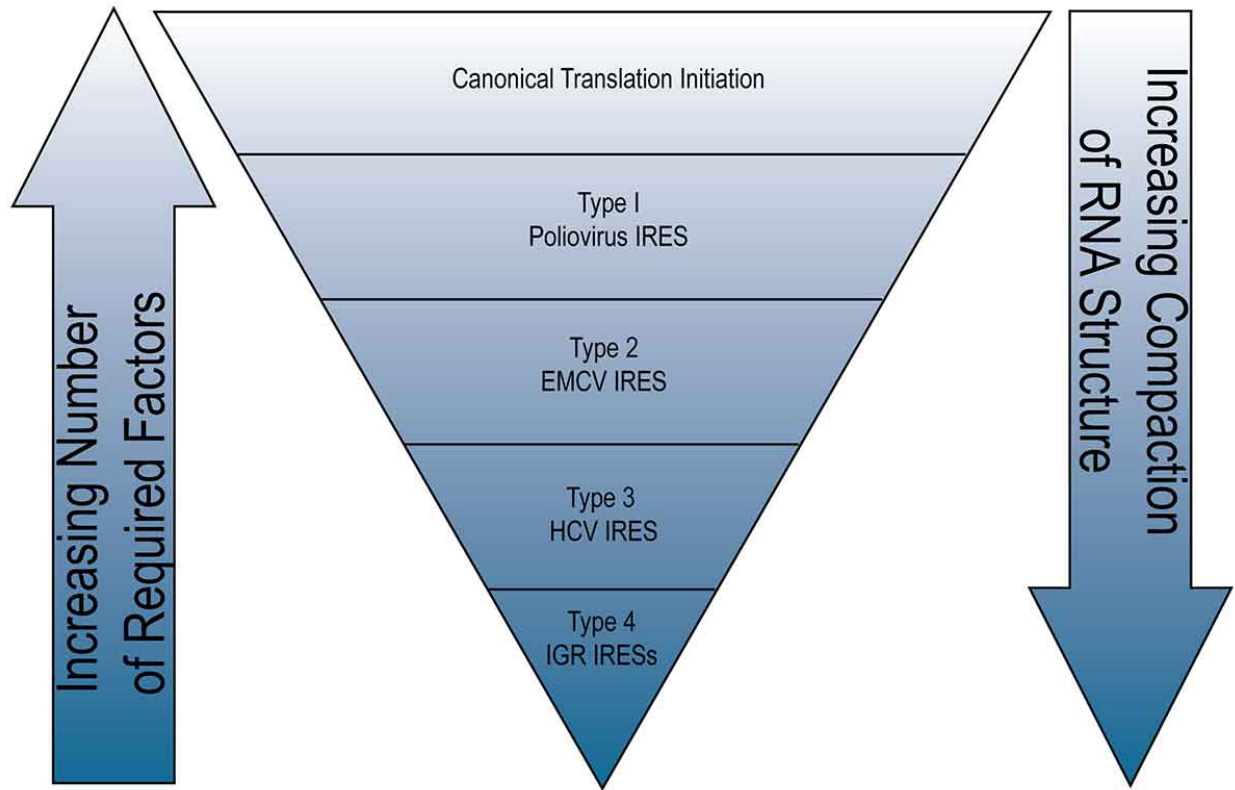 Increasing Number
of Required Factors
Canonical Translation Initiation
Type I
Poliovirus IRES
Type 2
EMCV IRES
Type 3
HCV IRES
Type 4
IGR IRESs
Increasing Compaction
of RNA Structure